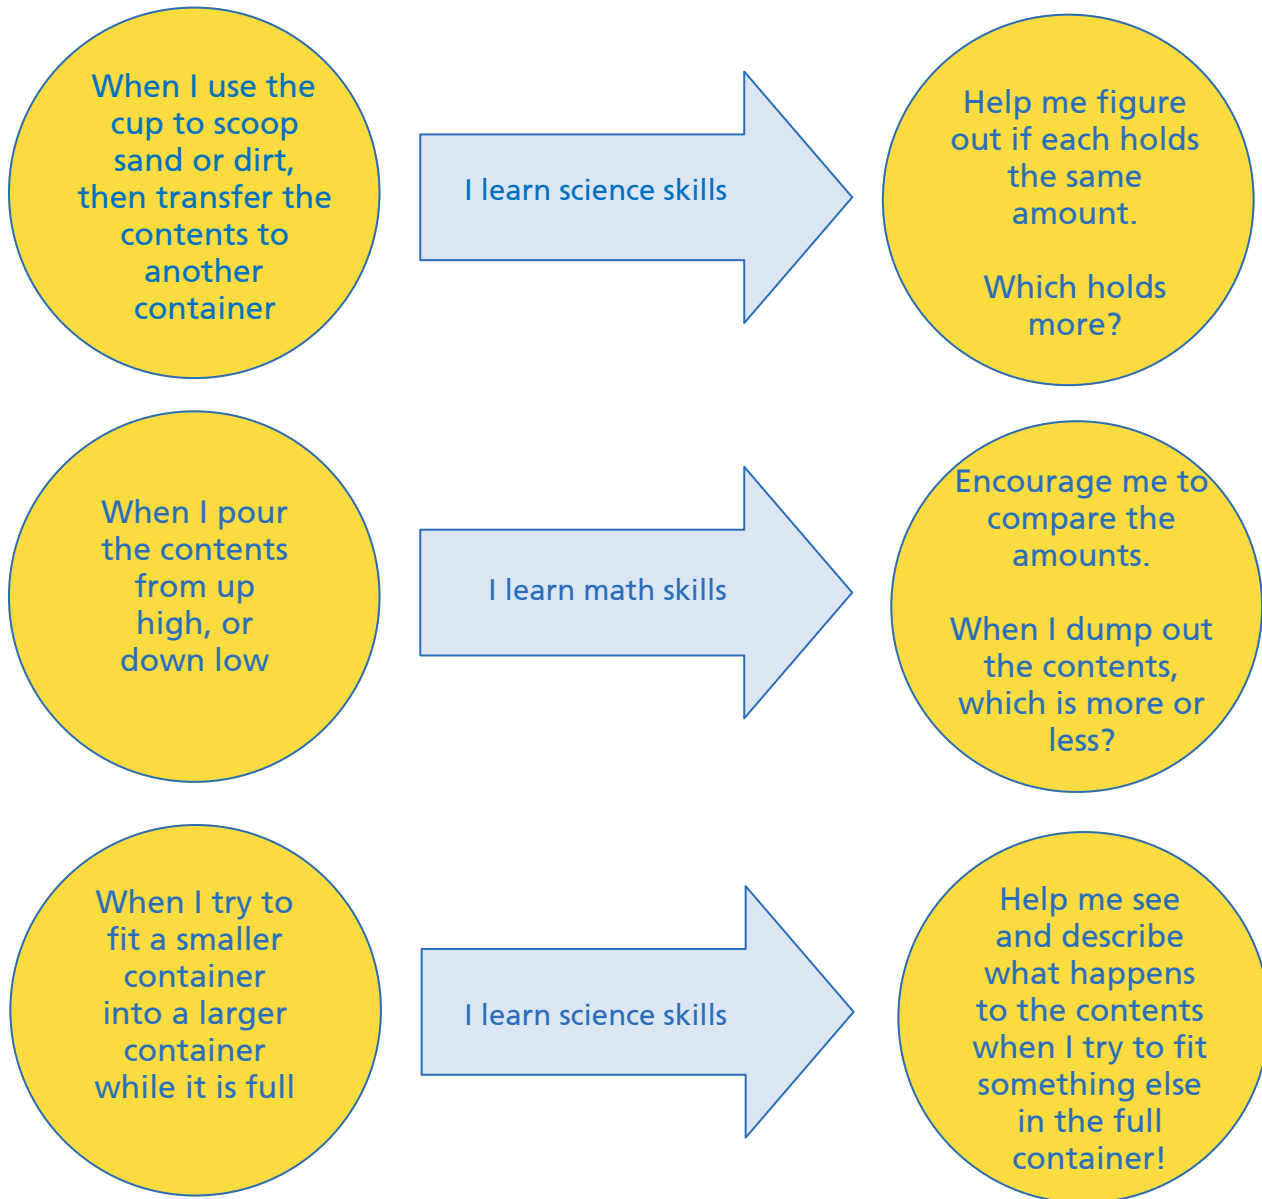 When I use the
cup to scoop
sand or dirt,
then transfer the
contents to
another
container
I learn science skills
Help me figure
out if each holds
the same
amount.
Which holds
more?
When I pour
the contents
from up
high, or
down low
I learn math skills
Encourage me to
compare the
amounts.
When I dump out
the contents,
which is more or
less?
When I try to
fit a smaller
container
into a larger
container
while it is full
I learn science skills
Help me see
and describe
what happens
to the contents
when I try to fit
something else
in the full
container!